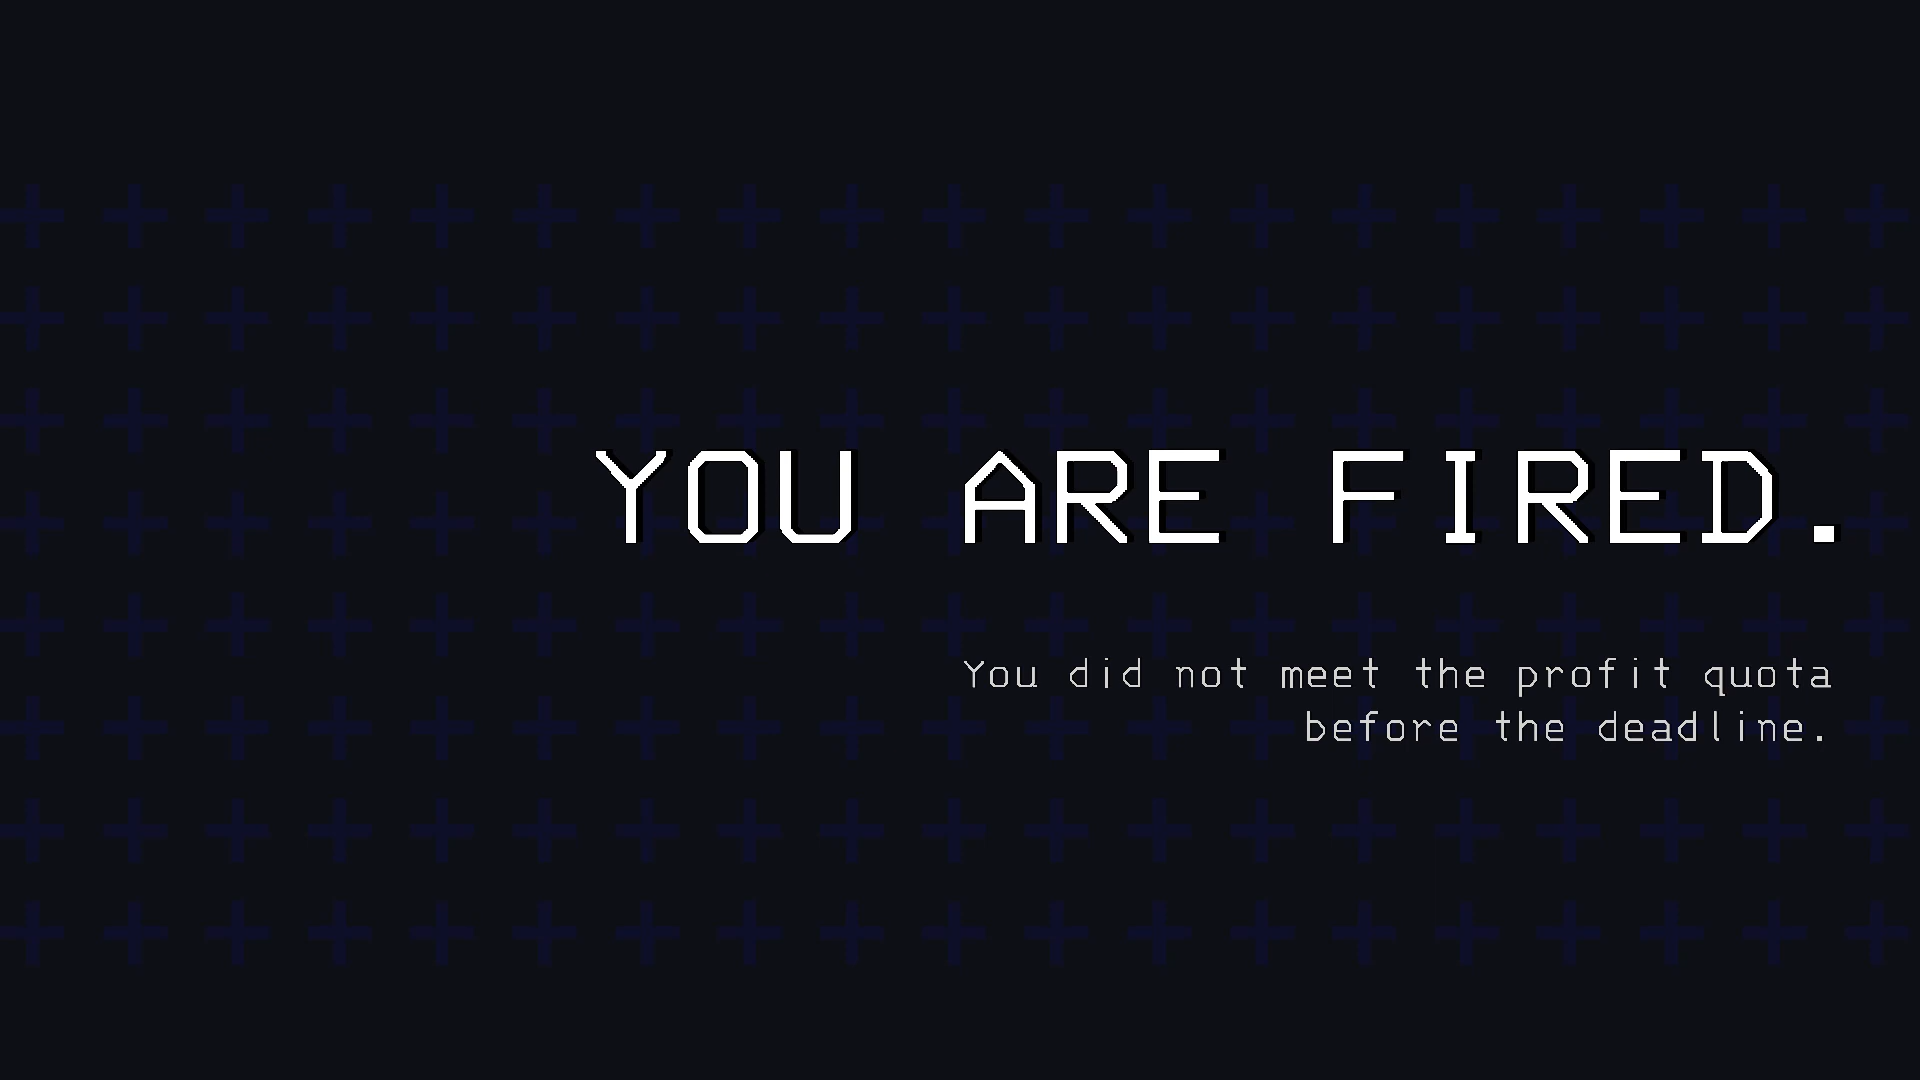 YOU ARE FIRED.
You did not meet the profit quota
before the deadline.